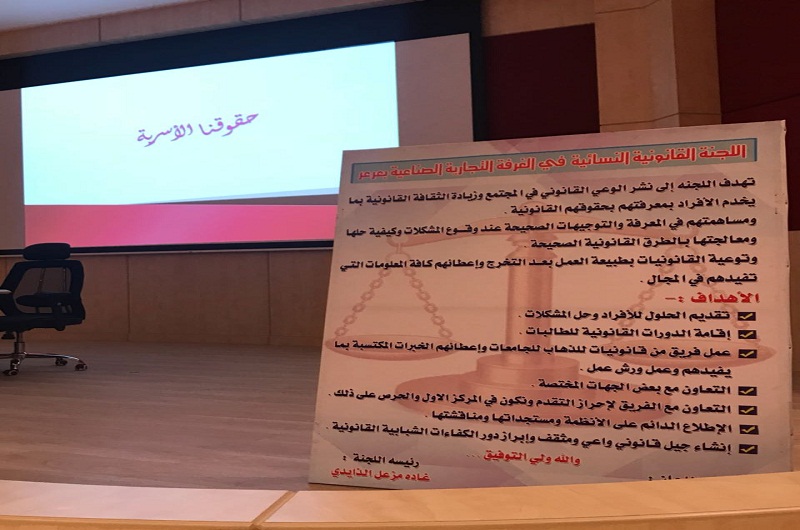 حقوقنا الأسرية
اللجنة القانونية النسائية في الغرفة التجارية الصناعية بعرعر
تهدف اللجنه إلى نشر الوعي القانوني في المجتمع وزيادة الثقافة القانونية بما
يخدم الأفراد بمعرفتهم بحقوقهم القانونية .
ومساهمتهم في المعرفة والتوجيهات الصحيحة عند وقوع المشكلات وكيفية حلها
ومعالجتها بالطرق القانونية الصحيحة .
وتوعية القانونيات بطبيعة العمل بعد التخرج وإعطائهم كافة المعلومات التي
تفيدهم في المجال .
الأهداف :-
تقديم الحلول للأفراد وحل المشكلات .
إقامة الدورات القانونية للطالبات .
عمل فريق من قانونيات للذهاب للجامعات وإعطائهم الخبرات المكتسبة بما
يفيدهم وعمل ورش عمل .
التعاون مع بعض الجهات المختصة .
التعاون مع الفريق لإحراز التقدم ونكون في المركز الاول والحرص على ذلك .
الإطلاع الدائم على الأنظمة ومستجداتها ومناقشتها .
إنشاء جيل قانوني واعي ومثقف وإبراز دور الكفاءات الشبابية القانونية .
والله ولي التوفيق...
رئيسه اللجنة :
غاده مزعل الذايدي